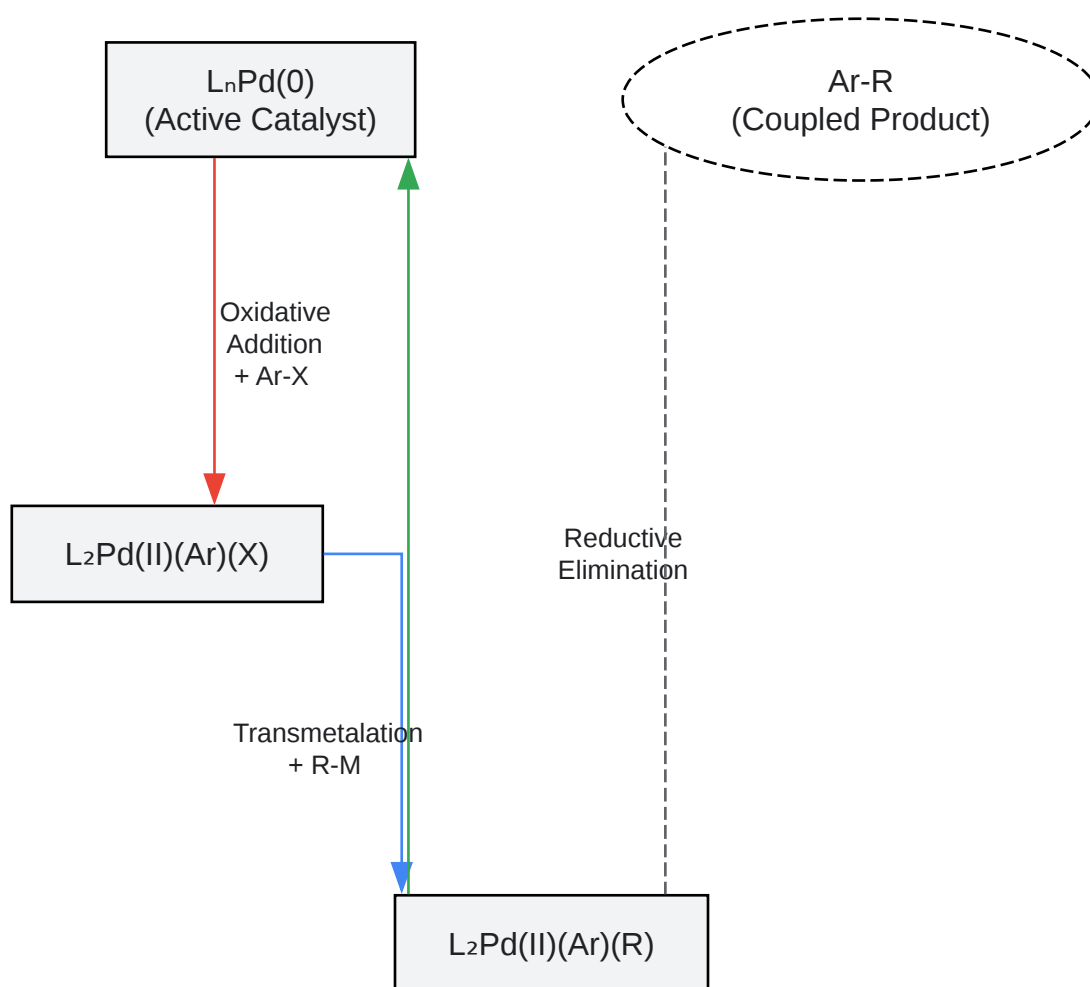 LₙPd(0)
(Active Catalyst)
Ar-R
(Coupled Product)
Oxidative
Addition
+ Ar-X
L₂Pd(II)(Ar)(X)
Reductive
Elimination
Transmetalation
+ R-M
L₂Pd(II)(Ar)(R)